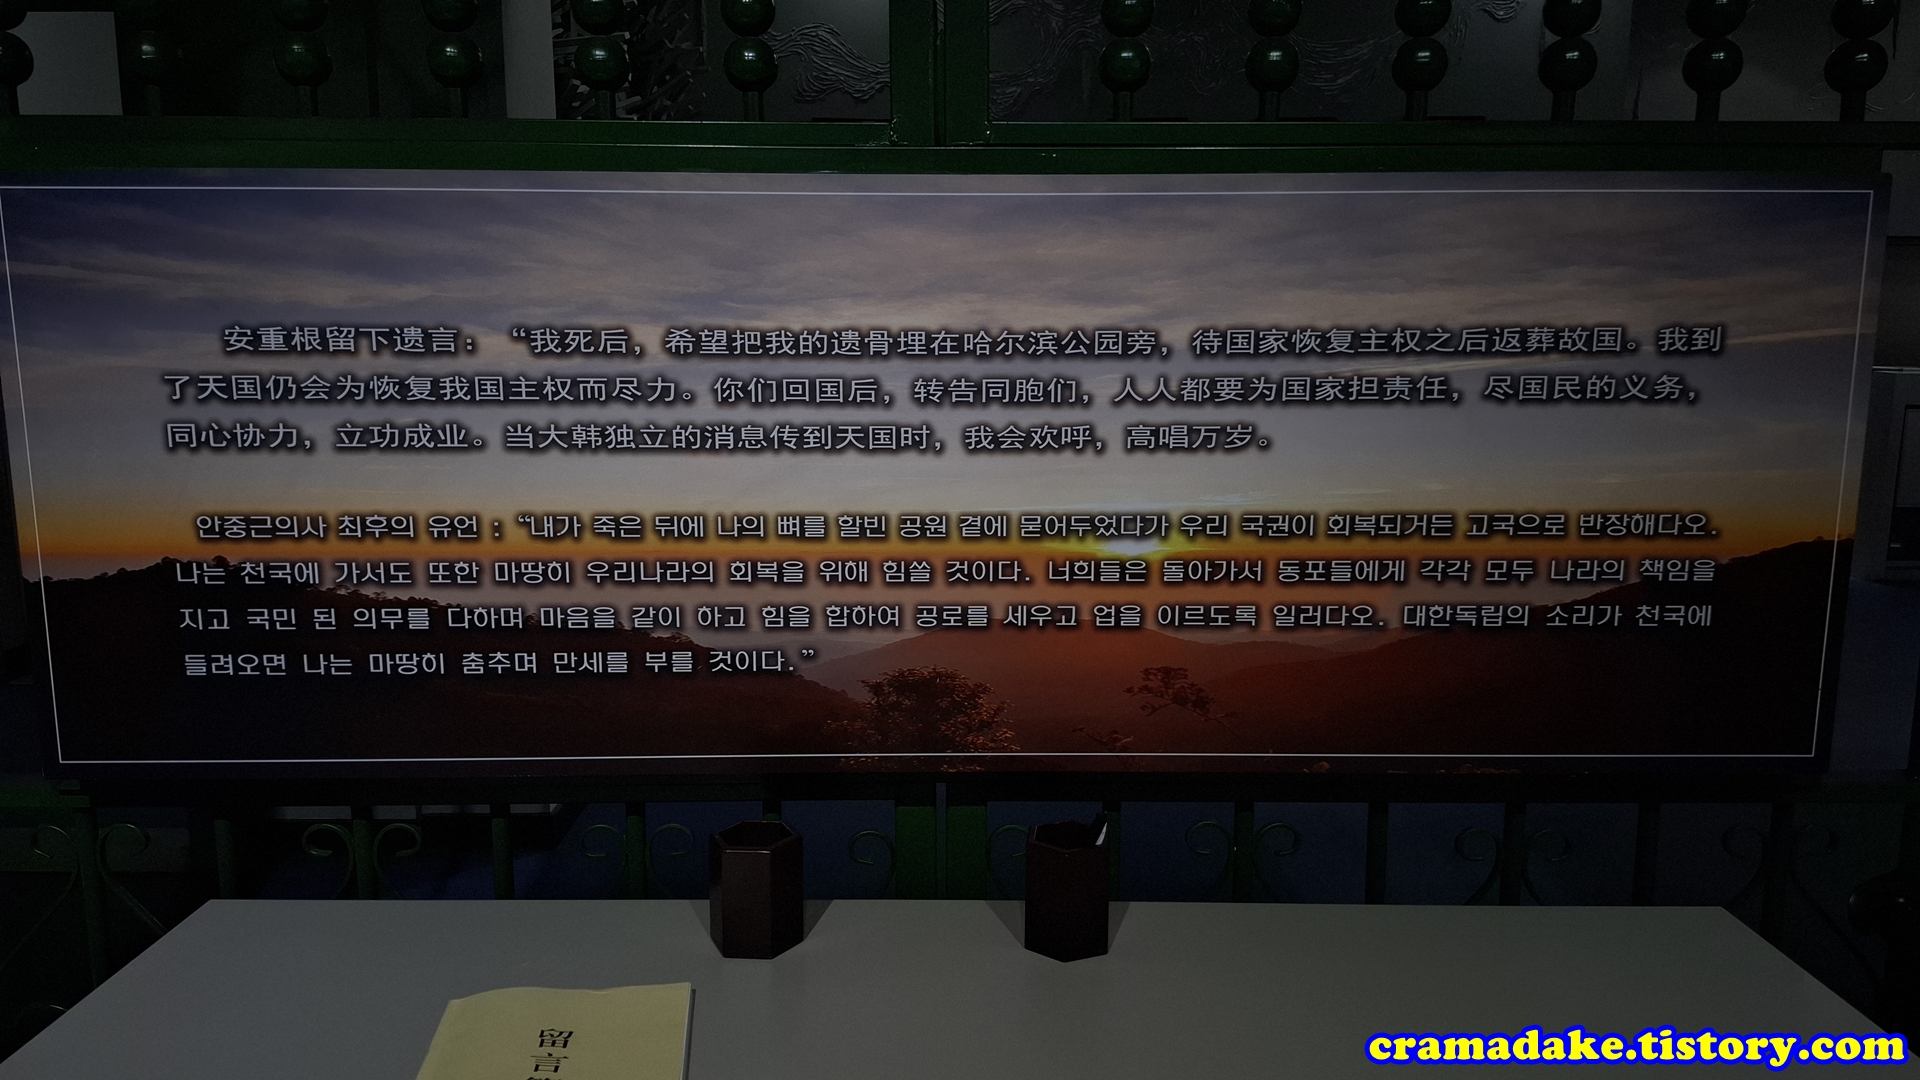 安重根留下遗言：“我死后，希望把我的遗骨埋在哈尔滨公园旁，待国家恢复主权之后返葬故国。我到
了天国仍会为恢复我国主权而尽力。你们回国后，转告同胞们，人人都要为国家担责任，尽国民的义务，
同心协力，立功成业。当大韩独立的消息传到天国时，我会欢呼，高唱万岁。
안중근의사 최후의 유언 : “내가 죽은 뒤에 나의 뼈를 할빈 공원 곁에 묻어두었다가 우리 국권이 회복되거든 고국으로 반장해다오.
나는 천국에 가서도 또한 마땅히 우리나라의 회복을 위해 힘쓸 것이다. 너희들은 돌아가서 동포들에게 각각 모두 나라의 책임을
지고 국민 된 의무를 다하며 마음을 같이 하고 힘을 합하여 공로를 세우고 업을 이르도록 일러다오. 대한독립의 소리가 천국에
들려오면 나는 마땅히 춤추며 만세를 부를 것이다.”
留
言
cramadake.tistory.com